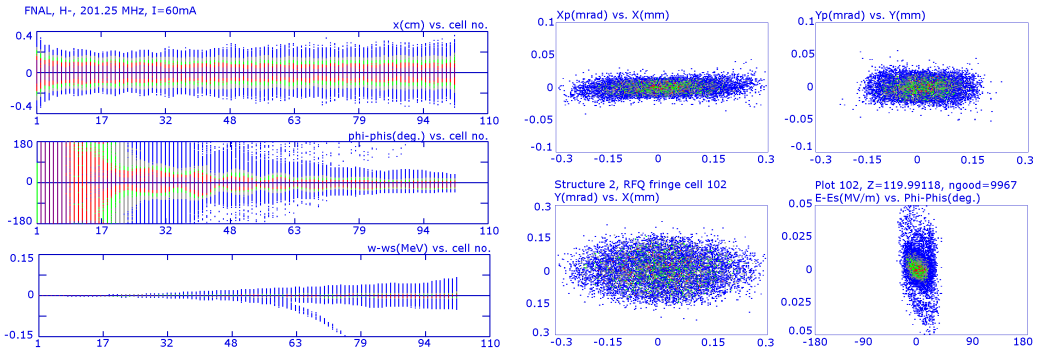 FNAL, H-, 201.25 MHz, I=60mA
x(cm) vs. cell no.
0.4
0
-0.4
1 17 32 48 63 79 94 110
phi-phis(deg.) vs. cell no.
180
0
-180
1 17 32 48 63 79 94 110
w-ws(MeV) vs. cell no.
0.15
0
-0.15
1 17 32 48 63 79 94 110
Xp(mrad) vs. X(mm)
0.1
0.05
0
-0.05
-0.1
-0.3 -0.15 0 0.15 0.3
Yp(mrad) vs. Y(mm)
0.1
0.05
0
-0.05
-0.1
-0.3 -0.15 0 0.15 0.3
Structure 2, RFQ fringe cell 102
Y(mrad) vs. X(mm)
0.3
0.15
0
0.15
0.3
-0.3 -0.15 0 0.15 0.3
Plot 102, Z=119.99118, ngood=9967
E-Es(MV/m) vs. Phi-Phis(deg.)
0.05
0.025
0
0.025
0.05
-180 -90 0 90 180